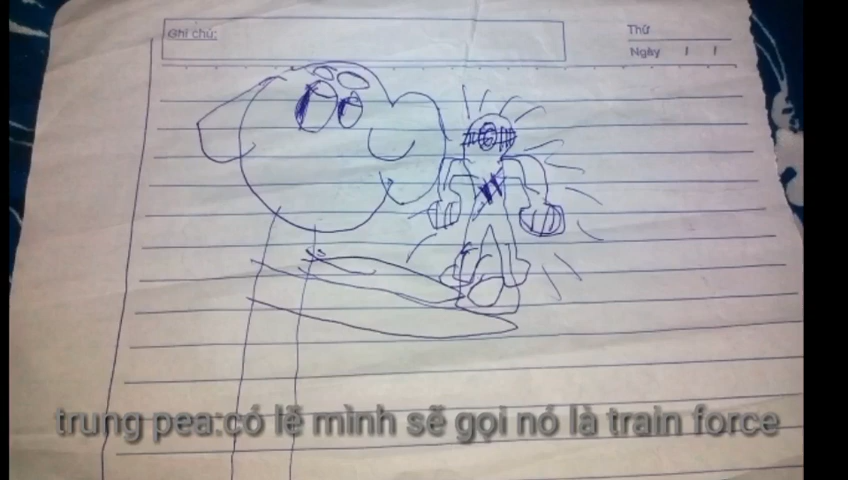 Ghi chú:
Thứ
Ngày / /
trung pea:có lẽ mình sẽ gọi nó là train force